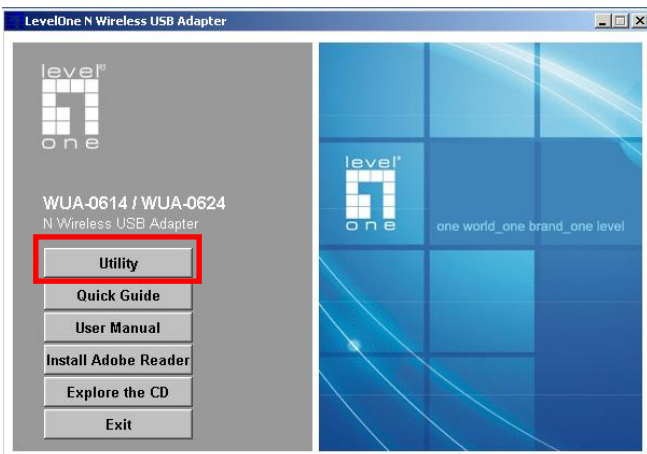 LevelOne N Wireless USB Adapter
level®
one
WUA-0614 / WUA-0624
N Wireless USB Adapter
Utility
Quick Guide
User Manual
Install Adobe Reader
Explore the CD
Exit
level®
one
one world_one brand_one level